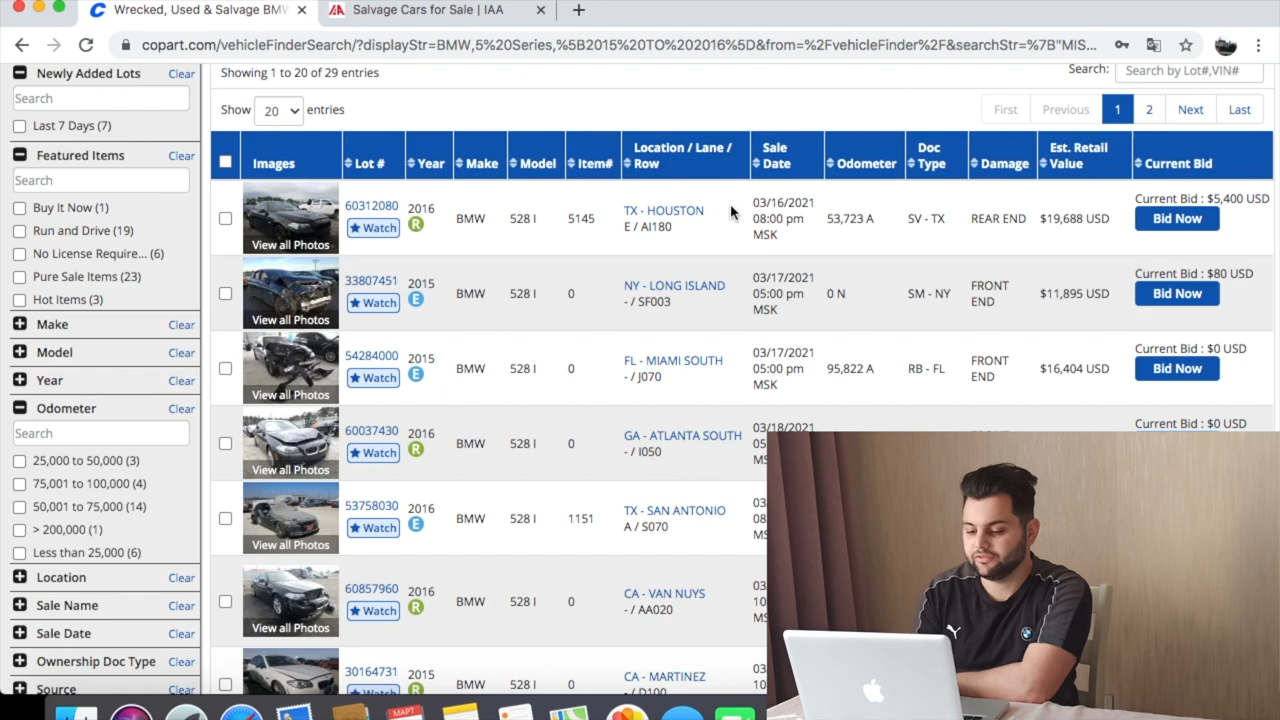 Wrecked, Used & Salvage BMW
Salvage Cars for Sale | IAA
copart.com/vehicleFinderSearch/?displayStr=BMW,5%20Series,%5B2015%20TO%202016%5D&from=%2FvehicleFinder%2F&searchStr=%7B"MIS...
Newly Added Lots Clear
Search
Last 7 Days (7)
Featured Items Clear
Search
Buy It Now (1)
Run and Drive (19)
No License Require... (6)
Pure Sale Items (23)
Hot Items (3)
Make Clear
Model Clear
Year Clear
Odometer Clear
Search
25,000 to 50,000 (3)
75,001 to 100,000 (4)
50,001 to 75,000 (14)
> 200,000 (1)
Less than 25,000 (6)
Location Clear
Sale Name Clear
Sale Date Clear
Ownership Doc Type Clear
Source Clear
Showing 1 to 20 of 29 entries
Search: Search by Lot#,VIN#
Show 20 entries
First Previous 1 2 Next Last
Images Lot # Year Make Model Item# Location / Lane / Row Sale Date Odometer Doc Type Damage Est. Retail Value Current Bid
View all Photos 60312080 Watch 2016 R BMW 528 I 5145 TX - HOUSTON E / AI180 03/16/2021 08:00 pm MSK 53,723 A SV - TX REAR END $19,688 USD Current Bid : $5,400 USD Bid Now
View all Photos 33807451 Watch 2015 E BMW 528 I 0 NY - LONG ISLAND - / SF003 03/17/2021 05:00 pm MSK 0 N SM - NY FRONT END $11,895 USD Current Bid : $80 USD Bid Now
View all Photos 54284000 Watch 2015 E BMW 528 I 0 FL - MIAMI SOUTH - / J070 03/17/2021 05:00 pm MSK 95,822 A RB - FL FRONT END $16,404 USD Current Bid : $0 USD Bid Now
View all Photos 60037430 Watch 2016 R BMW 528 I 0 GA - ATLANTA SOUTH - / I050 03/18/2021 Current Bid : $0 USD
View all Photos 53758030 Watch 2016 E BMW 528 I 1151 TX - SAN ANTONIO A / S070
View all Photos 60857960 Watch 2016 R BMW 528 I 0 CA - VAN NUYS - / AA020
30164731 Watch 2015 R BMW 528 I 0 CA - MARTINEZ - / D100
МАРТ